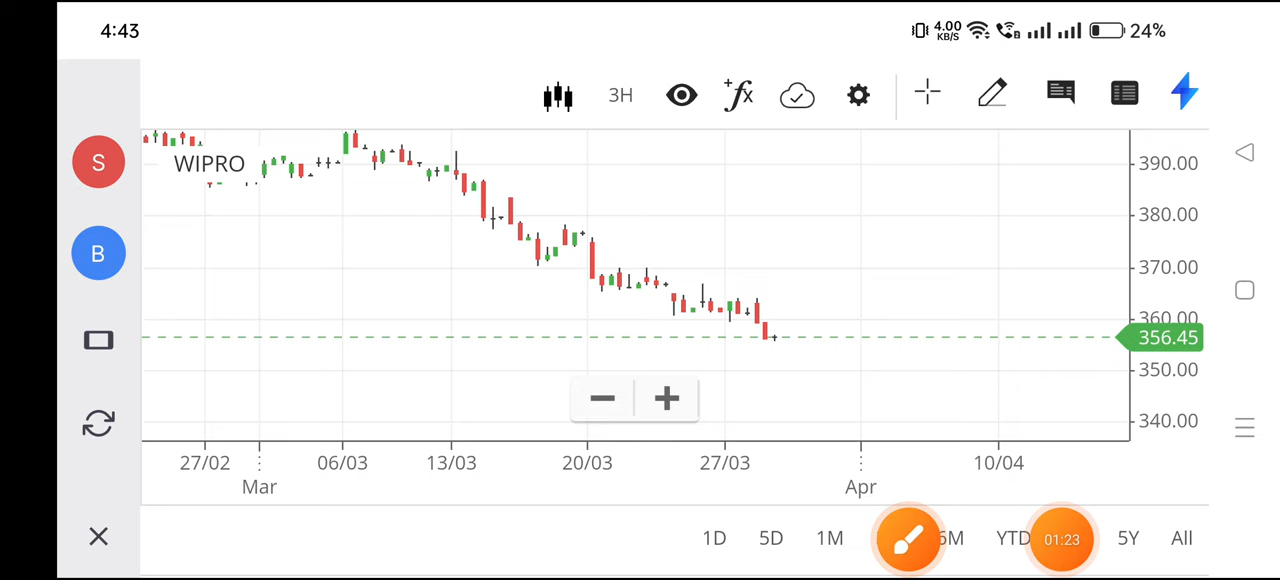 4:43
4.00
KB/S
24%
3H
+fx
S
WIPRO
390.00
380.00
B
370.00
360.00
356.45
350.00
340.00
27/02
06/03
13/03
20/03
27/03
10/04
Mar
Apr
1D
5D
1M
6M
YTD
01:23
5Y
All